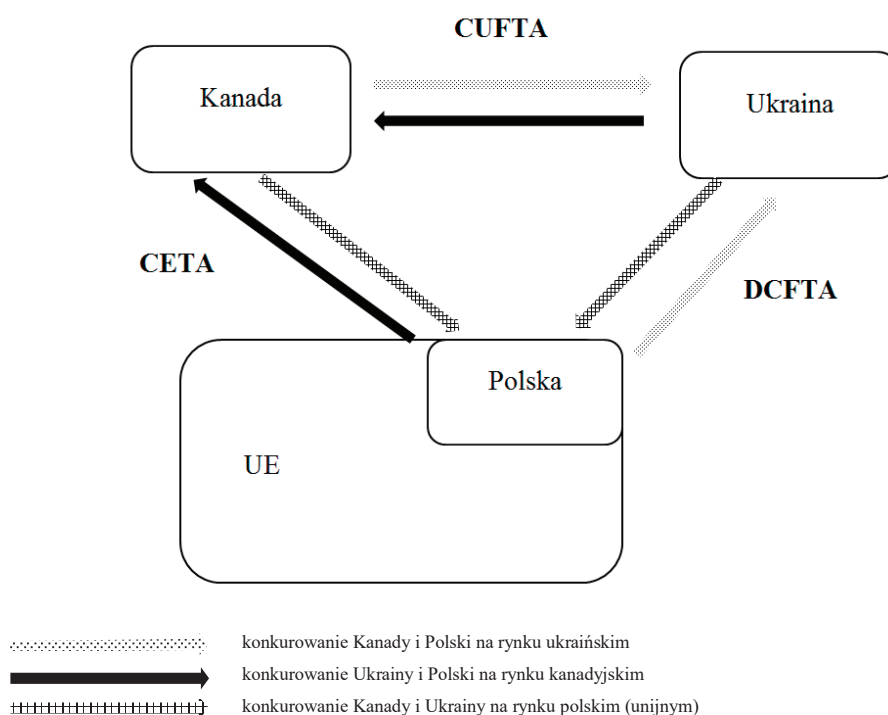 CUFTA
Kanada
Ukraina
CETA
DCFTA
Polska
UE
konkurowanie Kanady i Polski na rynku ukraińskim
konkurowanie Ukrainy i Polski na rynku kanadyjskim
konkurowanie Kanady i Ukrainy na rynku polskim (unijnym)